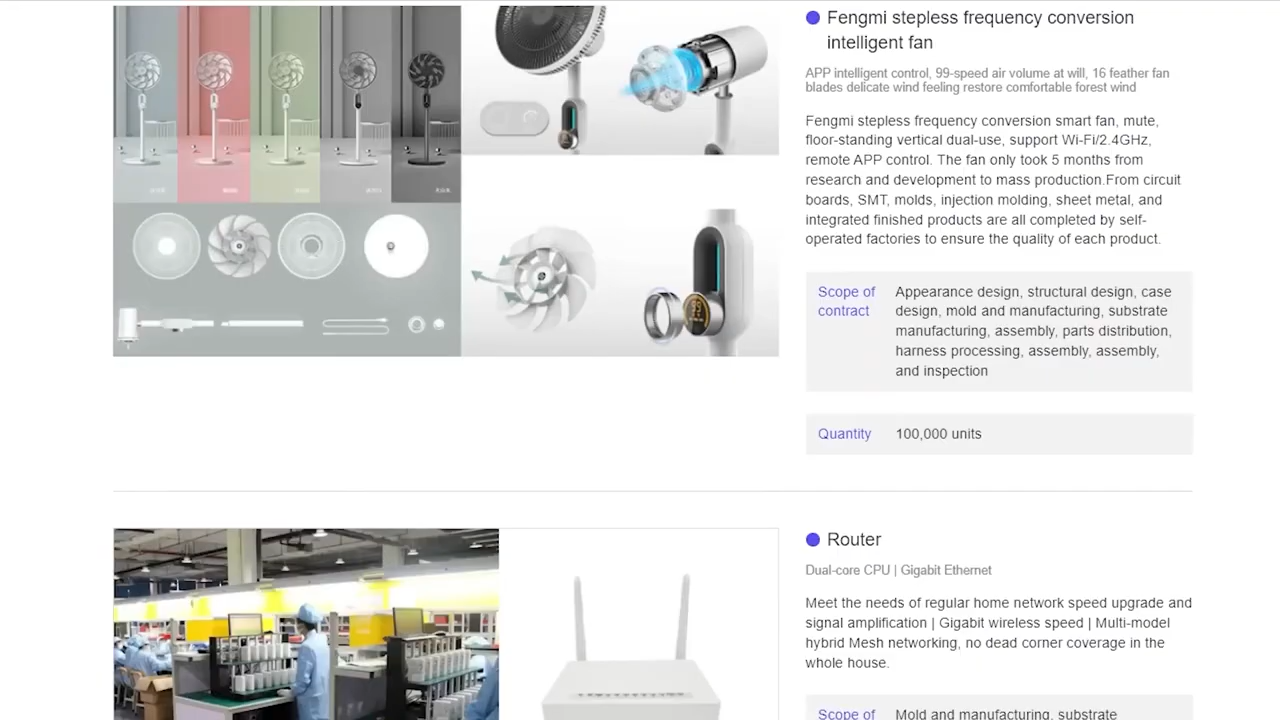 Fengmi stepless frequency conversion
intelligent fan
APP intelligent control, 99-speed air volume at will, 16 feather fan
blades delicate wind feeling restore comfortable forest wind
Fengmi stepless frequency conversion smart fan, mute,
floor-standing vertical dual-use, support Wi-Fi/2.4GHz,
remote APP control. The fan only took 5 months from
research and development to mass production.From circuit
boards, SMT, molds, injection molding, sheet metal, and
integrated finished products are all completed by self-
operated factories to ensure the quality of each product.
Scope of
contract
Appearance design, structural design, case
design, mold and manufacturing, substrate
manufacturing, assembly, parts distribution,
harness processing, assembly, assembly,
and inspection
Quantity 100,000 units
Router
Dual-core CPU | Gigabit Ethernet
Meet the needs of regular home network speed upgrade and
signal amplification | Gigabit wireless speed | Multi-model
hybrid Mesh networking, no dead corner coverage in the
whole house.
Scope of Mold and manufacturing, substrate